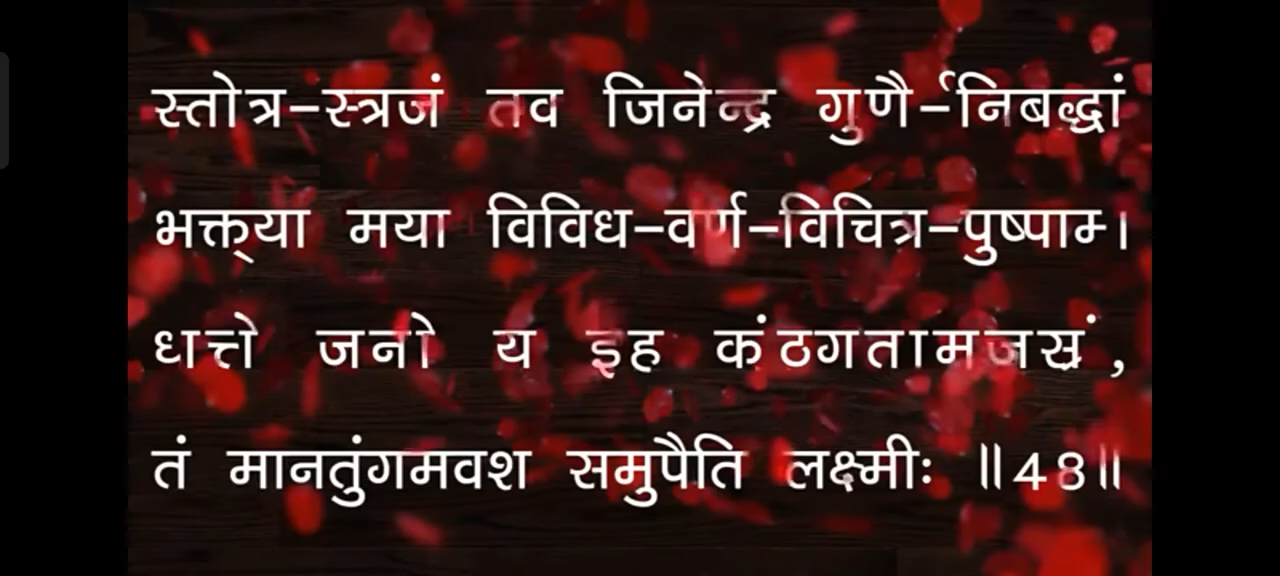 स्तोत्र-स्त्रजं तव जिनेन्द्र गुणै-र्निबद्धां
भक्त्या मया विविध-वर्ण-विचित्र-पुष्पाम्।
धत्ते जनो य इह कंठगतामजस्रं,
तं मानतुंगमवश समुपैति लक्ष्मीः ॥48॥